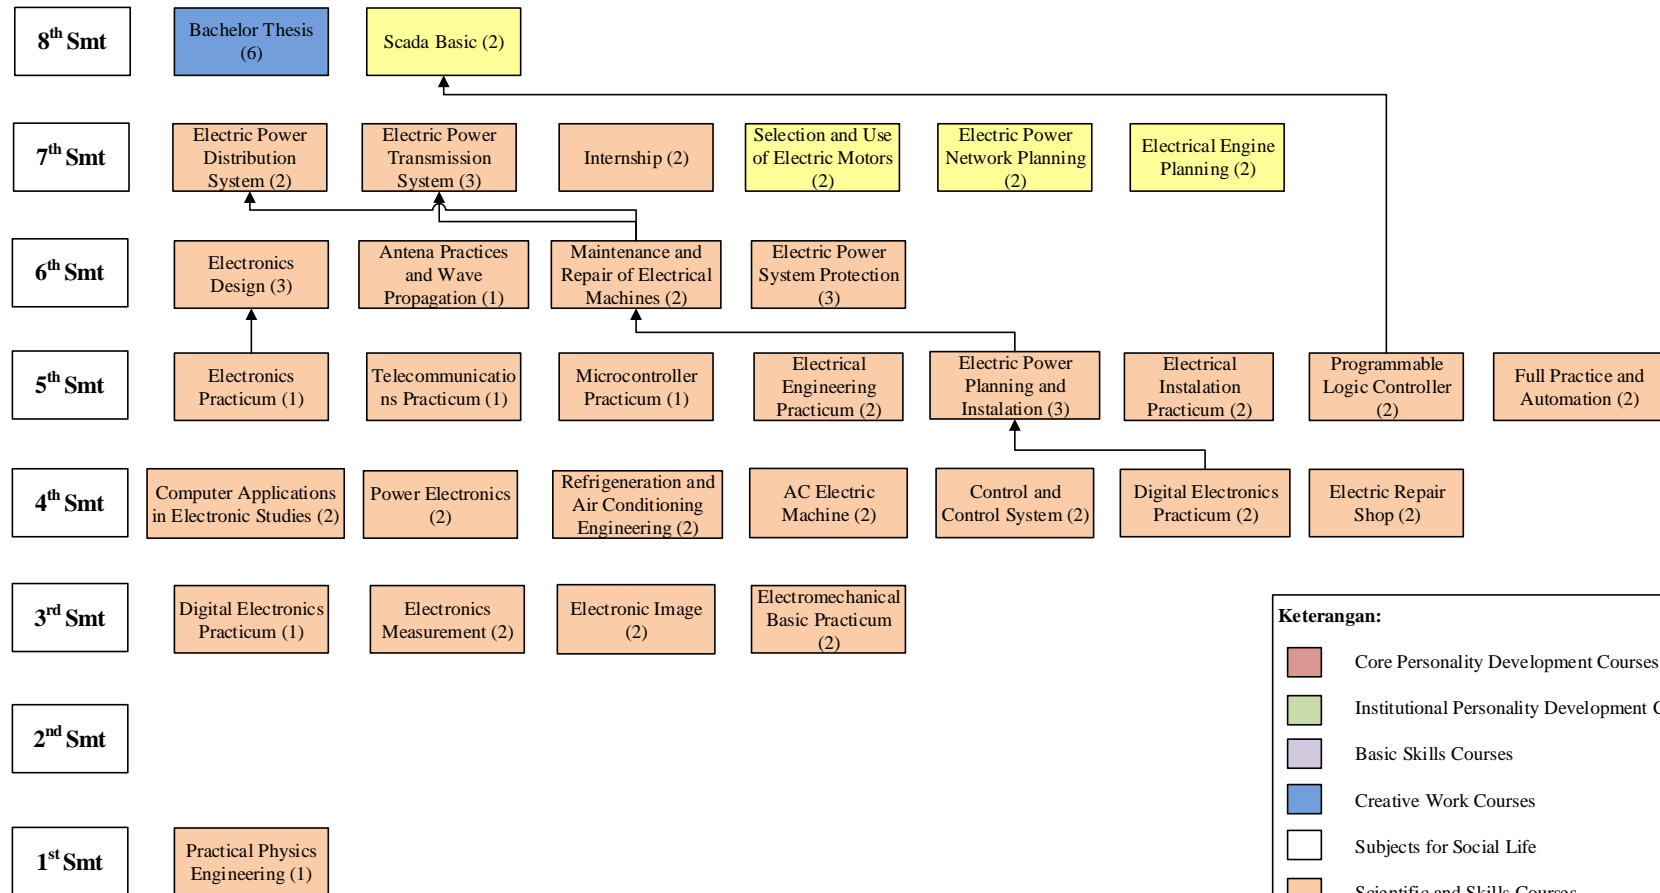 8th Smt
Bachelor Thesis
(6)
Scada Basic (2)
7th Smt
Electric Power
Distribution
System (2)
Electric Power
Transmission
System (3)
Internship (2)
Selection and Use
of Electric Motors
(2)
Electric Power
Network Planning
(2)
Electrical Engine
Planning (2)
6th Smt
Electronics
Design (3)
Antena Practices
and Wave
Propagation (1)
Maintenance and
Repair of Electrical
Machines (2)
Electric Power
System Protection
(3)
5th Smt
Electronics
Practicum (1)
Telecommunicatio
ns Practicum (1)
Microcontroller
Practicum (1)
Electrical
Engineering
Practicum (2)
Electric Power
Planning and
Instalation (3)
Electrical
Instalation
Practicum (2)
Programmable
Logic Controller
(2)
Full Practice and
Automation (2)
4th Smt
Computer Applications
in Electronic Studies (2)
Power Electronics
(2)
Refrigeneration and
Air Conditioning
Engineering (2)
AC Electric
Machine (2)
Control and
Control System (2)
Digital Electronics
Practicum (2)
Electric Repair
Shop (2)
3rd Smt
Digital Electronics
Practicum (1)
Electronics
Measurement (2)
Electronic Image
(2)
Electromechanical
Basic Practicum
(2)
2nd Smt
1st Smt
Practical Physics
Engineering (1)
Keterangan:
Core Personality Development Courses
Institutional Personality Development
Basic Skills Courses
Creative Work Courses
Subjects for Social Life
Scientific and Skills Courses